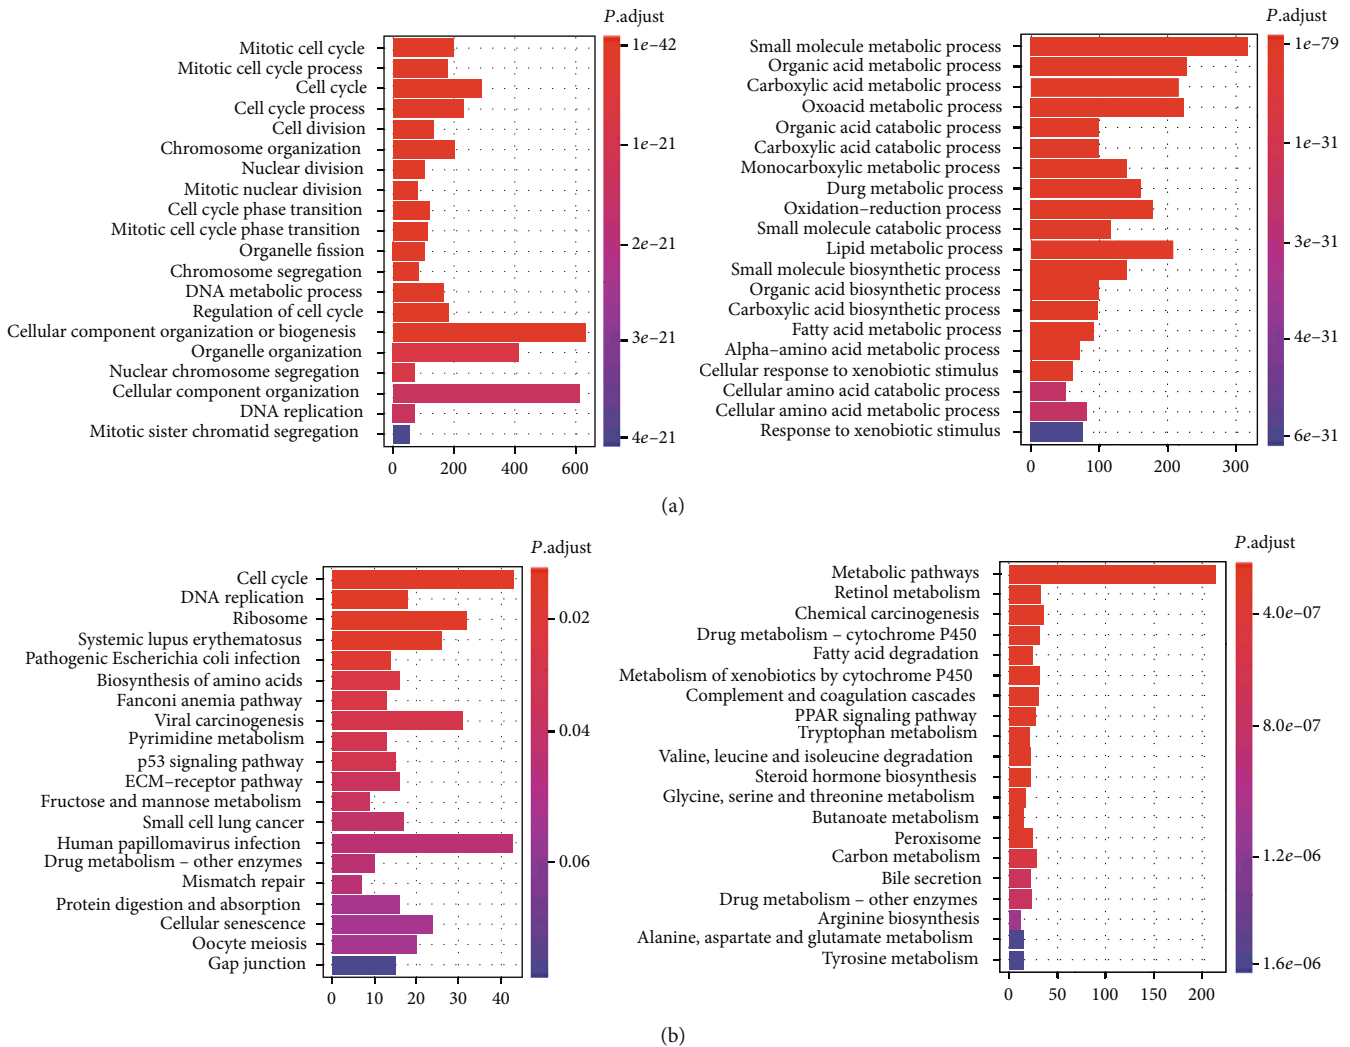 P.adjust
Mitotic cell cycle
Mitotic cell cycle process
Cell cycle
Cell cycle process
Cell division
Chromosome organization
Nuclear division
Mitotic nuclear division
Cell cycle phase transition
Mitotic cell cycle phase transition
Organelle fission
Chromosome segregation
DNA metabolic process
Regulation of cell cycle
Cellular component organization or biogenesis
Organelle organization
Nuclear chromosome segregation
Cellular component organization
DNA replication
Mitotic sister chromatid segregation
0 200 400 600
1e−42
1e−21
2e−21
3e−21
4e−21
P.adjust
Small molecule metabolic process
Organic acid metabolic process
Carboxylic acid metabolic process
Oxoacid metabolic process
Organic acid catabolic process
Carboxylic acid catabolic process
Monocarboxylic metabolic process
Durg metabolic process
Oxidation−reduction process
Small molecule catabolic process
Lipid metabolic process
Small molecule biosynthetic process
Organic acid biosynthetic process
Carboxylic acid biosynthetic process
Fatty acid metabolic process
Alpha−amino acid metabolic process
Cellular response to xenobiotic stimulus
Cellular amino acid catabolic process
Cellular amino acid metabolic process
Response to xenobiotic stimulus
0 100 200 300
1e−79
1e−31
3e−31
4e−31
6e−31
(a)
P.adjust
Cell cycle
DNA replication
Ribosome
Systemic lupus erythematosus
Pathogenic Escherichia coli infection
Biosynthesis of amino acids
Fanconi anemia pathway
Viral carcinogenesis
Pyrimidine metabolism
p53 signaling pathway
ECM−receptor pathway
Fructose and mannose metabolism
Small cell lung cancer
Human papillomavirus infection
Drug metabolism − other enzymes
Mismatch repair
Protein digestion and absorption
Cellular senescence
Oocyte meiosis
Gap junction
0 10 20 30 40
0.02
0.04
0.06
P.adjust
Metabolic pathways
Retinol metabolism
Chemical carcinogenesis
Drug metabolism − cytochrome P450
Fatty acid degradation
Metabolism of xenobiotics by cytochrome P450
Complement and coagulation cascades
PPAR signaling pathway
Tryptophan metabolism
Valine, leucine and isoleucine degradation
Steroid hormone biosynthesis
Glycine, serine and threonine metabolism
Butanoate metabolism
Peroxisome
Carbon metabolism
Bile secretion
Drug metabolism − other enzymes
Arginine biosynthesis
Alanine, aspartate and glutamate metabolism
Tyrosine metabolism
0 50 100 150 200
4.0e−07
8.0e−07
1.2e−06
1.6e−06
(b)